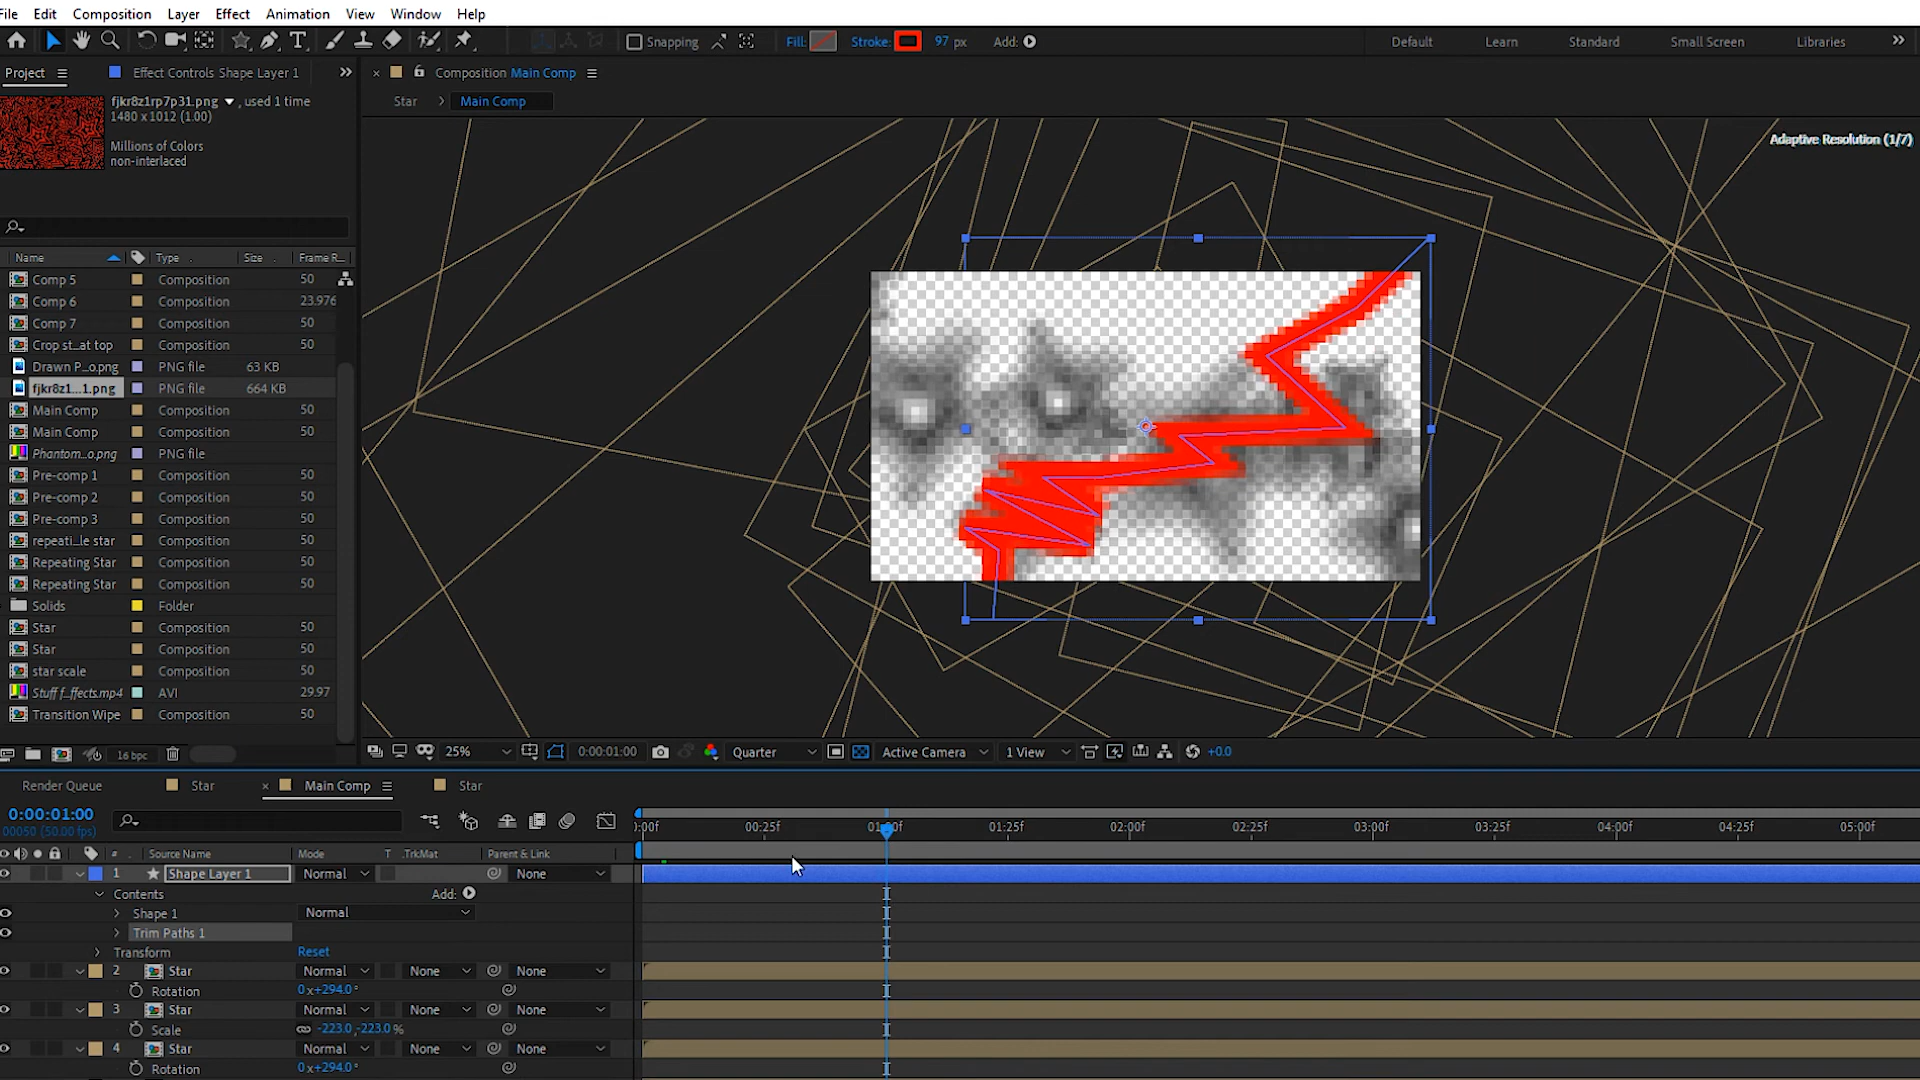 File Edit Composition Layer Effect Animation View Window Help
Snapping Fill: Stroke: 97 px Add: Default Learn Standard Small Screen Libraries
Project Effect Controls Shape Layer 1 Composition Main Comp
fjkr8z1rp7p31.png , used 1 time Star Main Comp
1480 x 1012 (1.00)
Adaptive Resolution (1/7)
Millions of Colors
non-interlaced
Name Type Size Frame R...
Comp 5 Composition 50
Comp 6 Composition 23.976
Comp 7 Composition 50
Crop st...at top Composition 50
Drawn P...o.png PNG file 63 KB
fjkr8z1...1.png PNG file 664 KB
Main Comp Composition 50
Main Comp Composition 50
Phantom...o.png PNG file
Pre-comp 1 Composition 50
Pre-comp 2 Composition 50
Pre-comp 3 Composition 50
repeati...le star Composition 50
Repeating Star Composition 50
Repeating Star Composition 50
Solids Folder
Star Composition 50
Star Composition 50
star scale Composition 50
Stuff f...ffects.mp4 AVI 29.97
Transition Wipe Composition 50
16 bpc 25% 0:00:01:00 Quarter Active Camera 1 View +0.0
Render Queue Star Main Comp Star
0:00:01:00
00050 (50.00 fps)
0:00f 00:25f 01:00f 01:25f 02:00f 02:25f 03:00f 03:25f 04:00f 04:25f 05:00f
# Source Name Mode T .TrkMat Parent & Link
1 Shape Layer 1 Normal None
Contents Add:
Shape 1 Normal
Trim Paths 1
Transform Reset
2 Star Normal None None
Rotation 0x+294.0°
3 Star Normal None None
Scale -223.0,-223.0%
4 Star Normal None None
Rotation 0x+294.0°